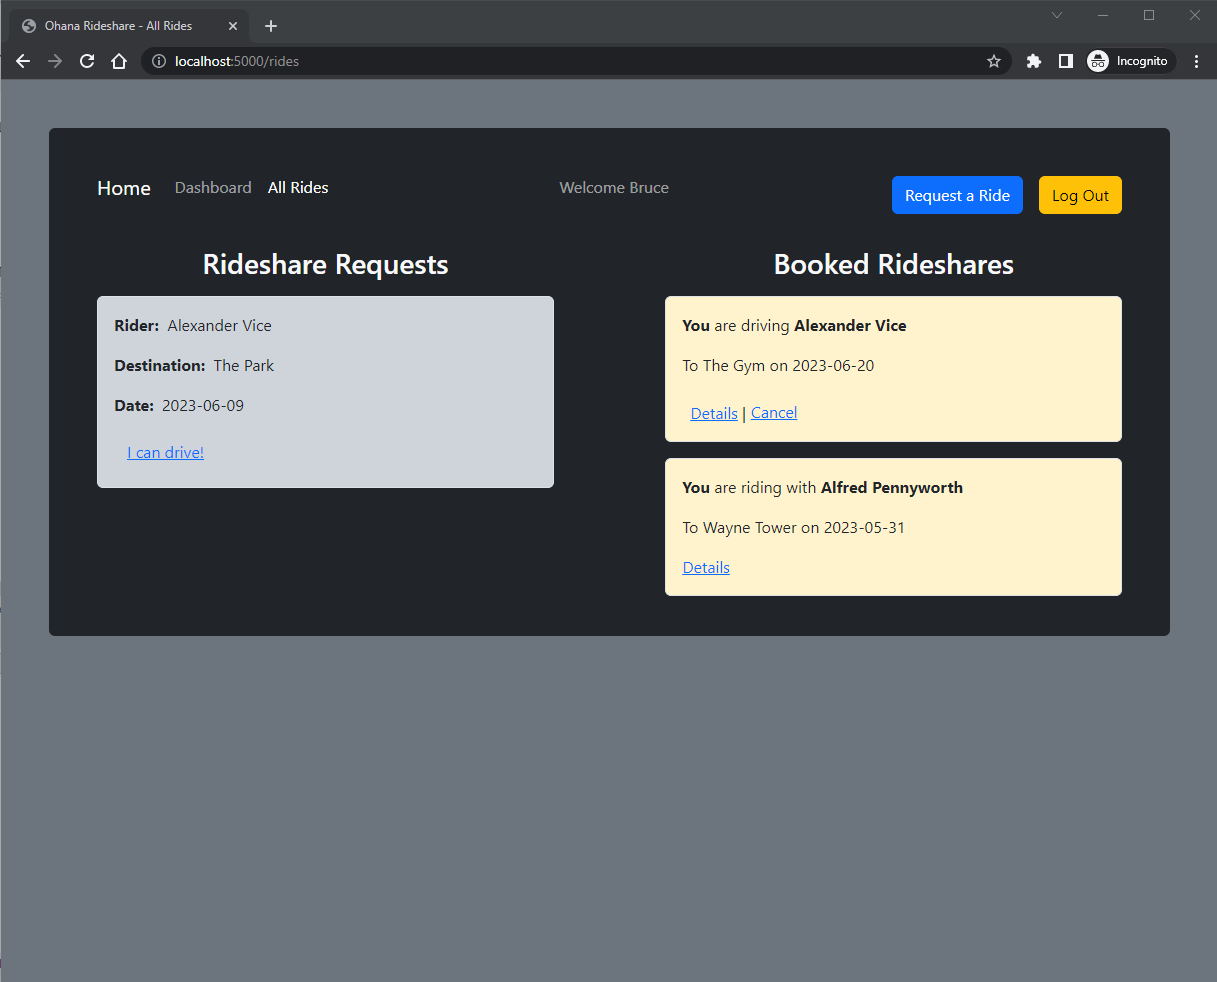 Ohana Rideshare - All Rides
localhost:5000/rides
Incognito
Home Dashboard All Rides Welcome Bruce Request a Ride Log Out
Rideshare Requests
Rider: Alexander Vice
Destination: The Park
Date: 2023-06-09
I can drive!
Booked Rideshares
You are driving Alexander Vice
To The Gym on 2023-06-20
Details | Cancel
You are riding with Alfred Pennyworth
To Wayne Tower on 2023-05-31
Details